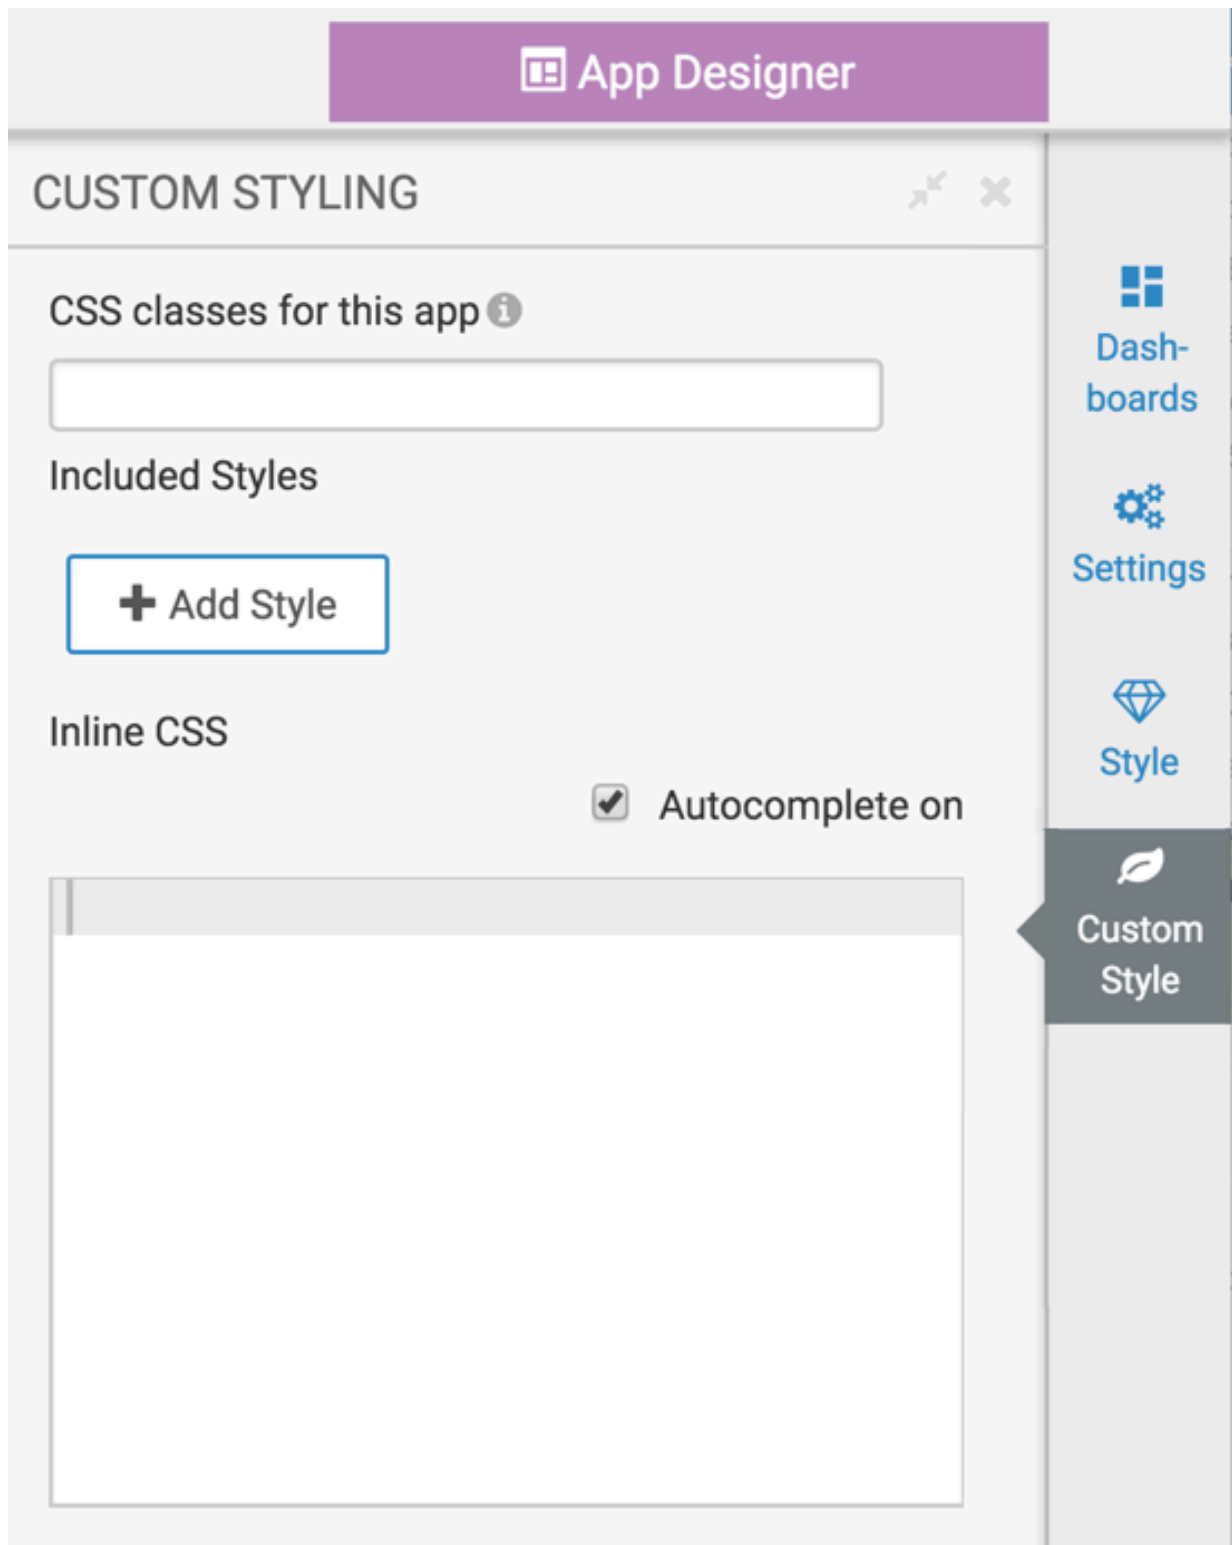 App Designer
CUSTOM STYLING
CSS classes for this app
Included Styles
Add Style
Inline CSS
Autocomplete on
Dash-
boards
Settings
Style
Custom
Style